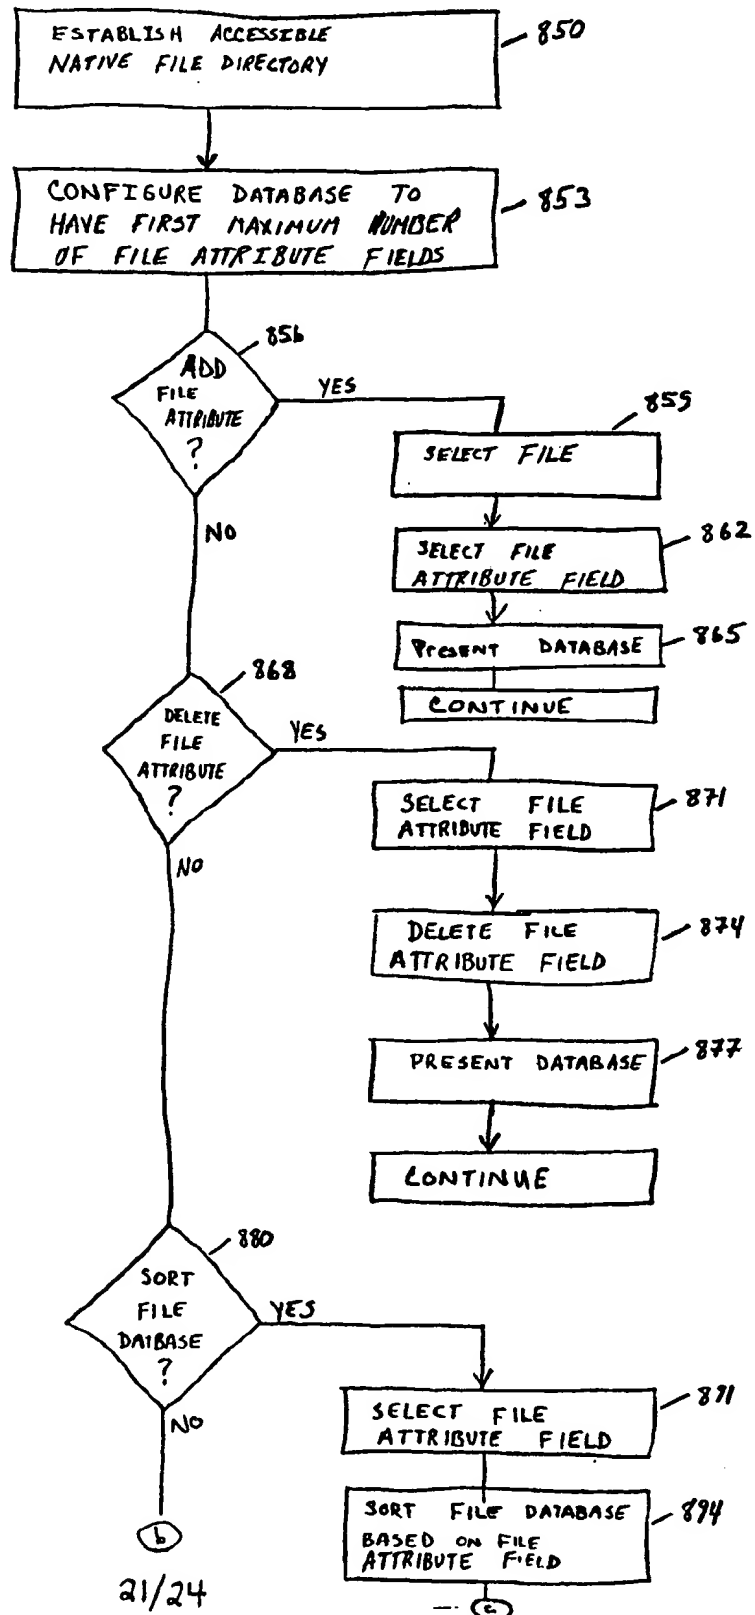 ESTABLISH ACCESSIBLE
NATIVE FILE DIRECTORY
850
CONFIGURE DATABASE TO
HAVE FIRST MAXIMUM NUMBER
OF FILE ATTRIBUTE FIELDS
853
856
ADD
FILE
ATTRIBUTE
?
YES
NO
859
SELECT FILE
862
SELECT FILE
ATTRIBUTE FIELD
PRESENT DATABASE
865
CONTINUE
868
DELETE
FILE
ATTRIBUTE
?
YES
NO
SELECT FILE
ATTRIBUTE FIELD
871
DELETE FILE
ATTRIBUTE FIELD
874
PRESENT DATABASE
877
CONTINUE
880
SORT
FILE
DATBASE
?
YES
NO
SELECT FILE
ATTRIBUTE FIELD
891
SORT FILE DATABASE
BASED ON FILE
ATTRIBUTE FIELD
894
b
21/24